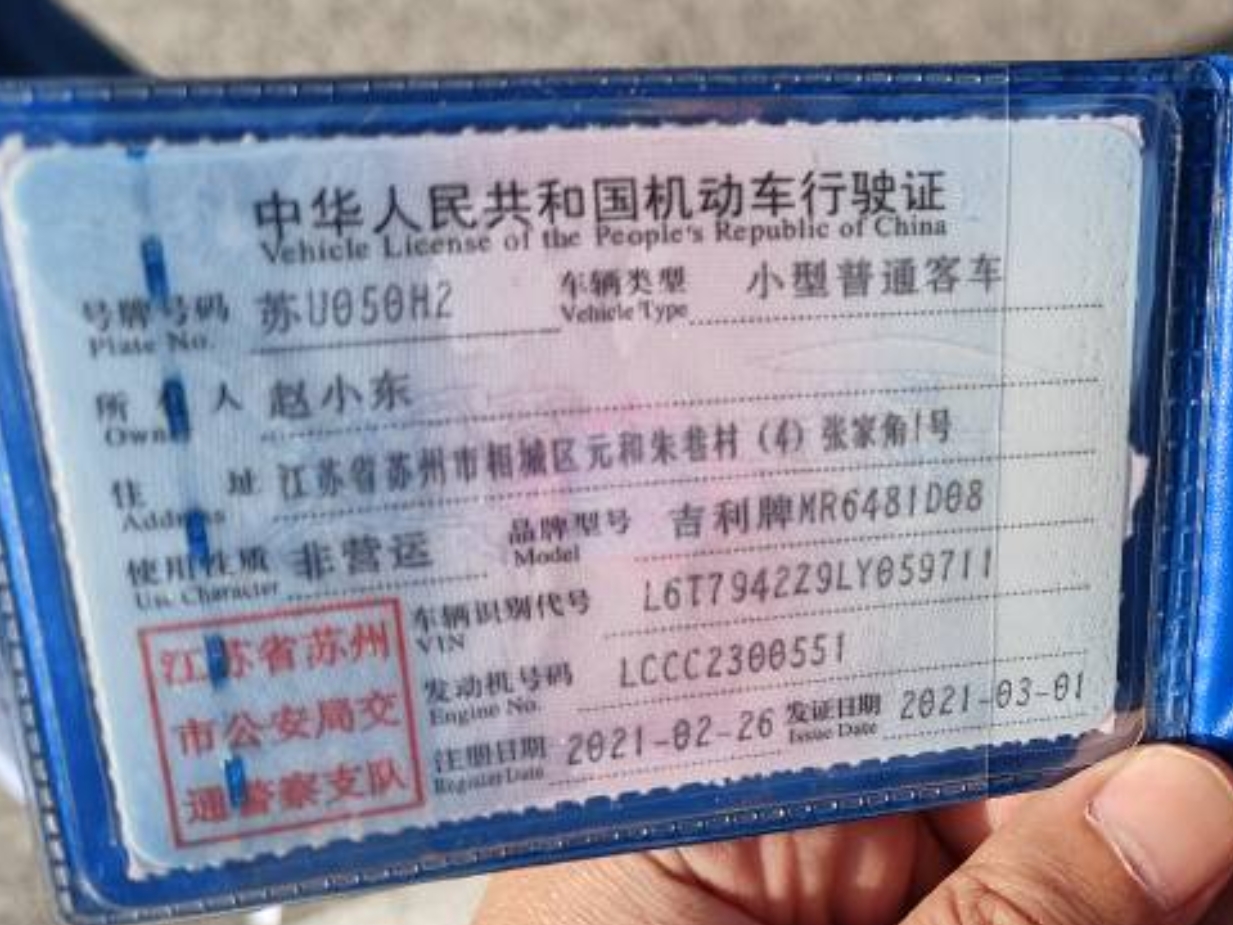 中华人民共和国机动车行驶证
Vehicle License of the People's Republic of China
号牌号码 苏U050H2 车辆类型 小型普通客车
Plate No. Vehicle Type
所有人 赵小东
Owner
住址 江苏省苏州市相城区元和朱巷村（4）张家角1号
Address
使用性质 非营运 品牌型号 吉利牌MR6481D08
Use Character Model
车辆识别代号 L6T7942Z9LY059711
VIN
发动机号码 LCCC2300551
Engine No.
注册日期 2021-02-26 发证日期 2021-03-01
Register Date Issue Date
江苏省苏州
市公安局交
通警察支队